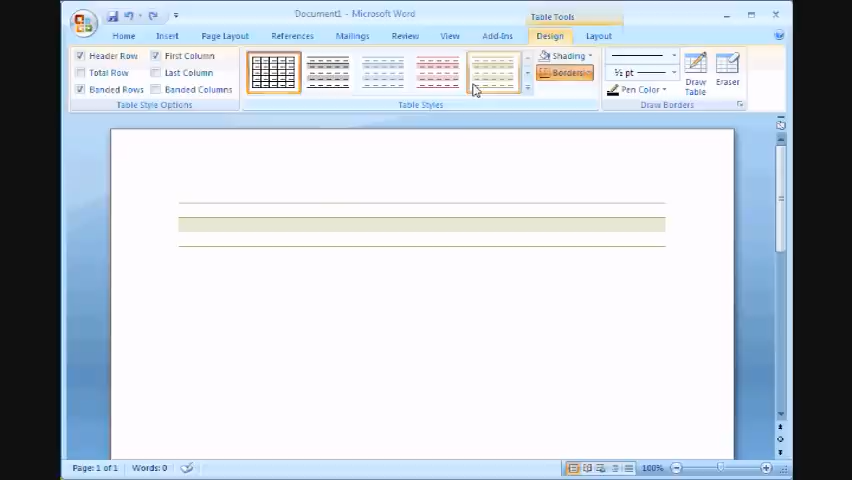 Document1 - Microsoft Word
Table Tools
Home Insert Page Layout References Mailings Review View Add-Ins Design Layout
Header Row First Column
Total Row Last Column
Banded Rows Banded Columns
Table Style Options
Table Styles
Shading
Borders
½ pt
Pen Color
Draw Table
Eraser
Draw Borders
Page: 1 of 1 Words: 0 100%